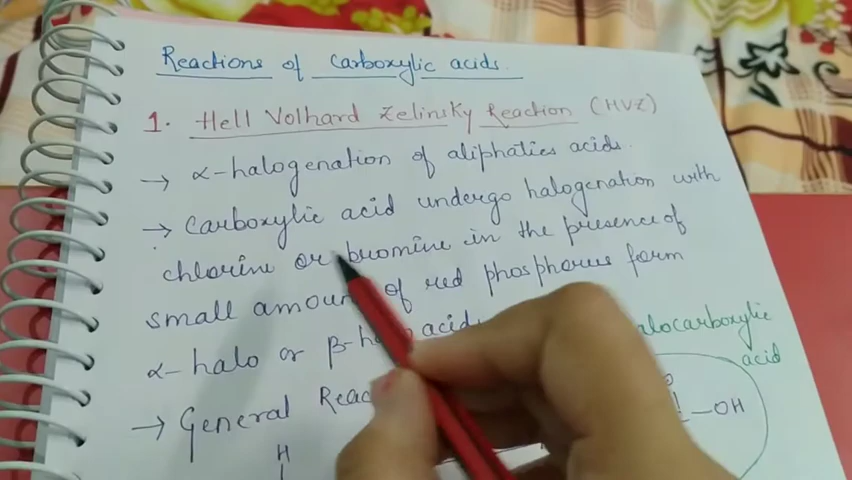 Reactions of carboxylic acids.
1. Hell Volhard Zelinsky Reaction (HVZ)
→ α-halogenation of aliphatics acids.
→ Carboxylic acid undergo halogenation with
chlorine or bromine in the presence of
small amount of red phosphorus form
α-halo or β-halo acid
alocarboxylic
acid
→ General Reac
OH
H